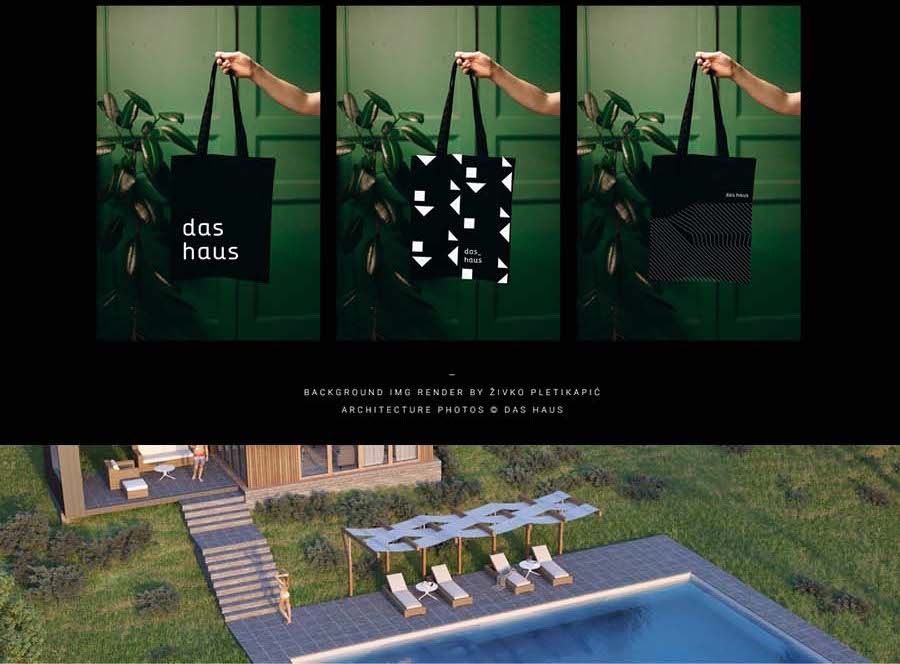 das
haus
das_
haus
das haus
–
BACKGROUND IMG RENDER BY ŽIVKO PLETIKAPIĆ
ARCHITECTURE PHOTOS © DAS HAUS